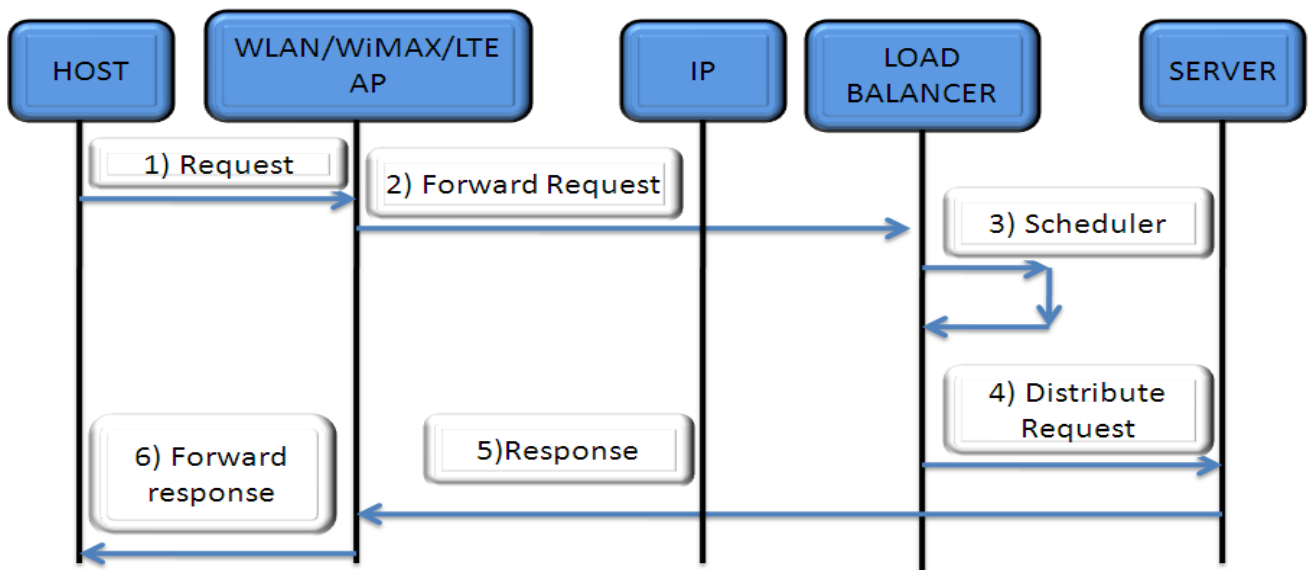 HOST
WLAN/WiMAX/LTE
AP
IP
LOAD
BALANCER
SERVER
1) Request
2) Forward Request
3) Scheduler
4) Distribute
Request
5)Response
6) Forward
response